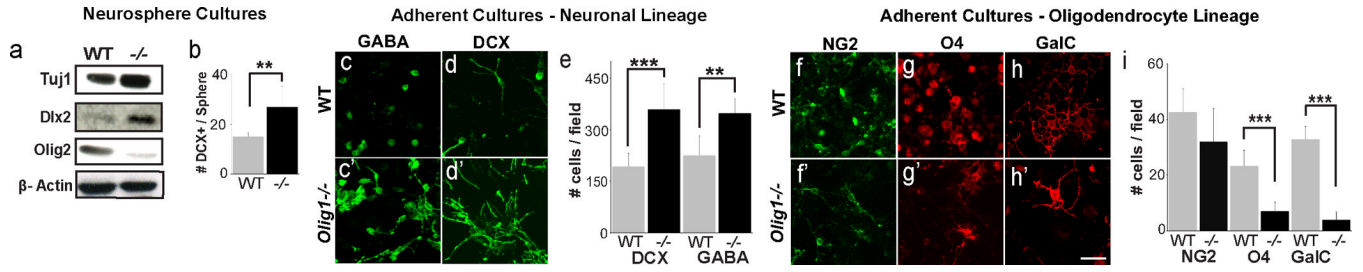 Neurosphere Cultures
a
WT -/-
Tuj1
Dlx2
Olig2
β- Actin
b
# DCX+ / Sphere
40
20
0
**
WT -/-
Adherent Cultures - Neuronal Lineage
GABA DCX
WT
Olig1-/-
c
d
c'
d'
e
# cells / field
450
300
150
0
***
**
WT -/- WT -/-
DCX GABA
Adherent Cultures - Oligodendrocyte Lineage
NG2 O4 GalC
WT
Olig1-/-
f
g
h
f'
g'
h'
i
# cells / field
60
40
20
0
***
***
WT -/- WT -/- WT -/-
NG2 O4 GalC